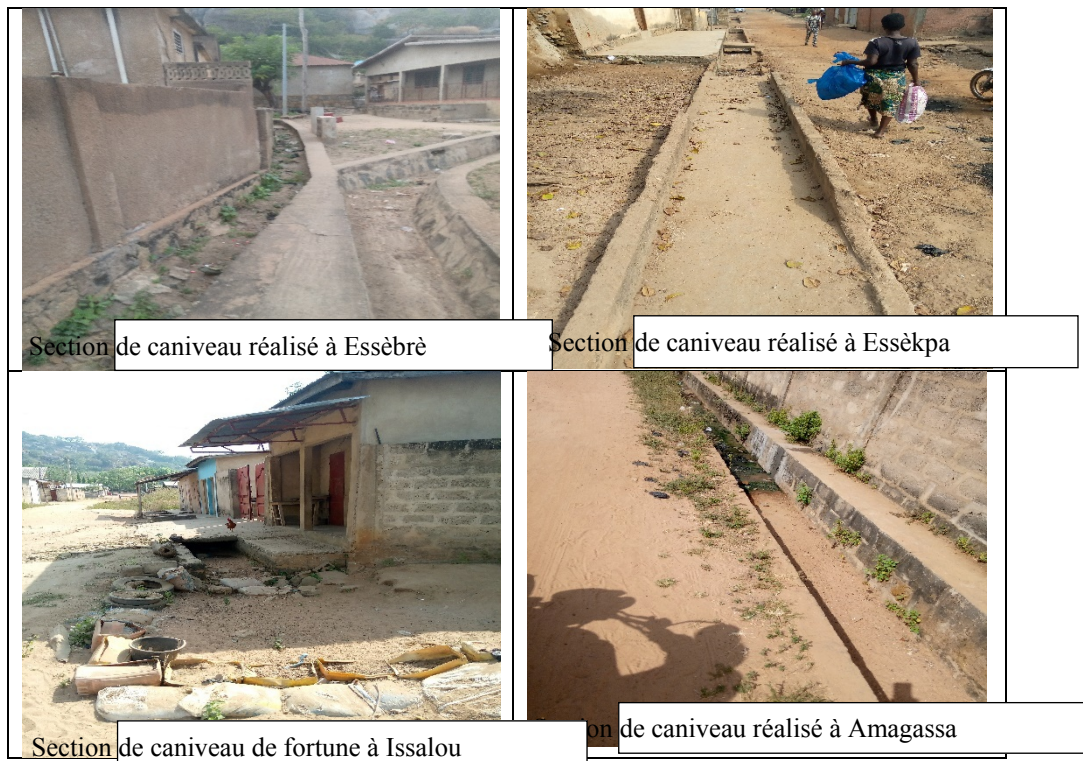 Section de caniveau réalisé à Essèbrè
Section de caniveau réalisé à Essèkpa
Section de caniveau de fortune à Issalou
on de caniveau réalisé à Amagassa